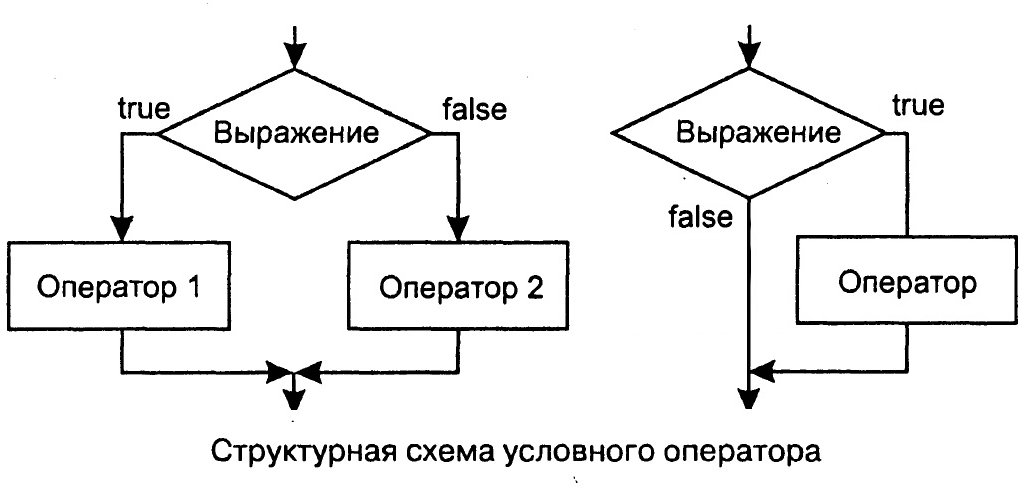 true
false
Выражение
Оператор 1
Оператор 2
true
Выражение
false
Оператор
Структурная схема условного оператора